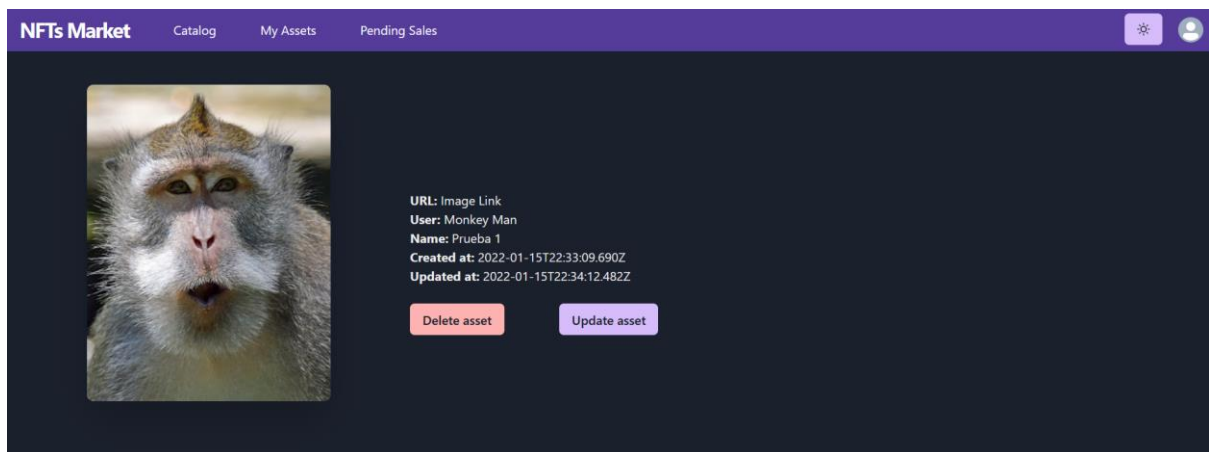 NFTs Market Catalog My Assets Pending Sales
URL: Image Link
User: Monkey Man
Name: Prueba 1
Created at: 2022-01-15T22:33:09.690Z
Updated at: 2022-01-15T22:34:12.482Z
Delete asset Update asset